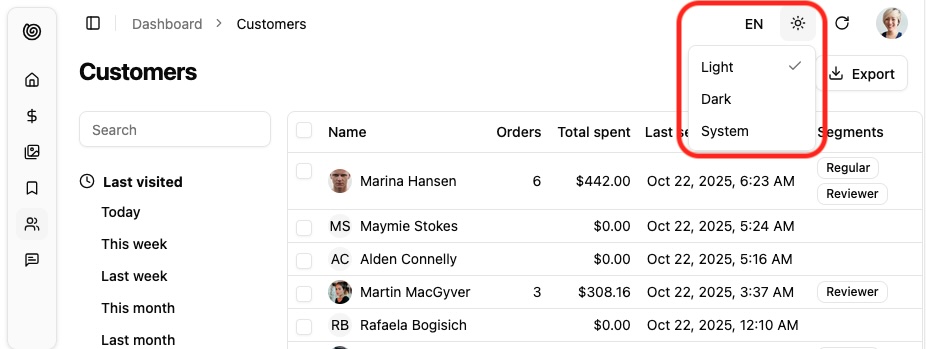 Dashboard > Customers
EN
Customers
Export
Light
Dark
System
Search
Last visited
Today
This week
Last week
This month
Last month
Name Orders Total spent Last se Segments
Marina Hansen 6 $442.00 Oct 22, 2025, 6:23 AM Regular
Reviewer
MS Maymie Stokes $0.00 Oct 22, 2025, 5:24 AM
AC Alden Connelly $0.00 Oct 22, 2025, 5:16 AM
Martin MacGyver 3 $308.16 Oct 22, 2025, 3:37 AM Reviewer
RB Rafaela Bogisich $0.00 Oct 22, 2025, 12:10 AM